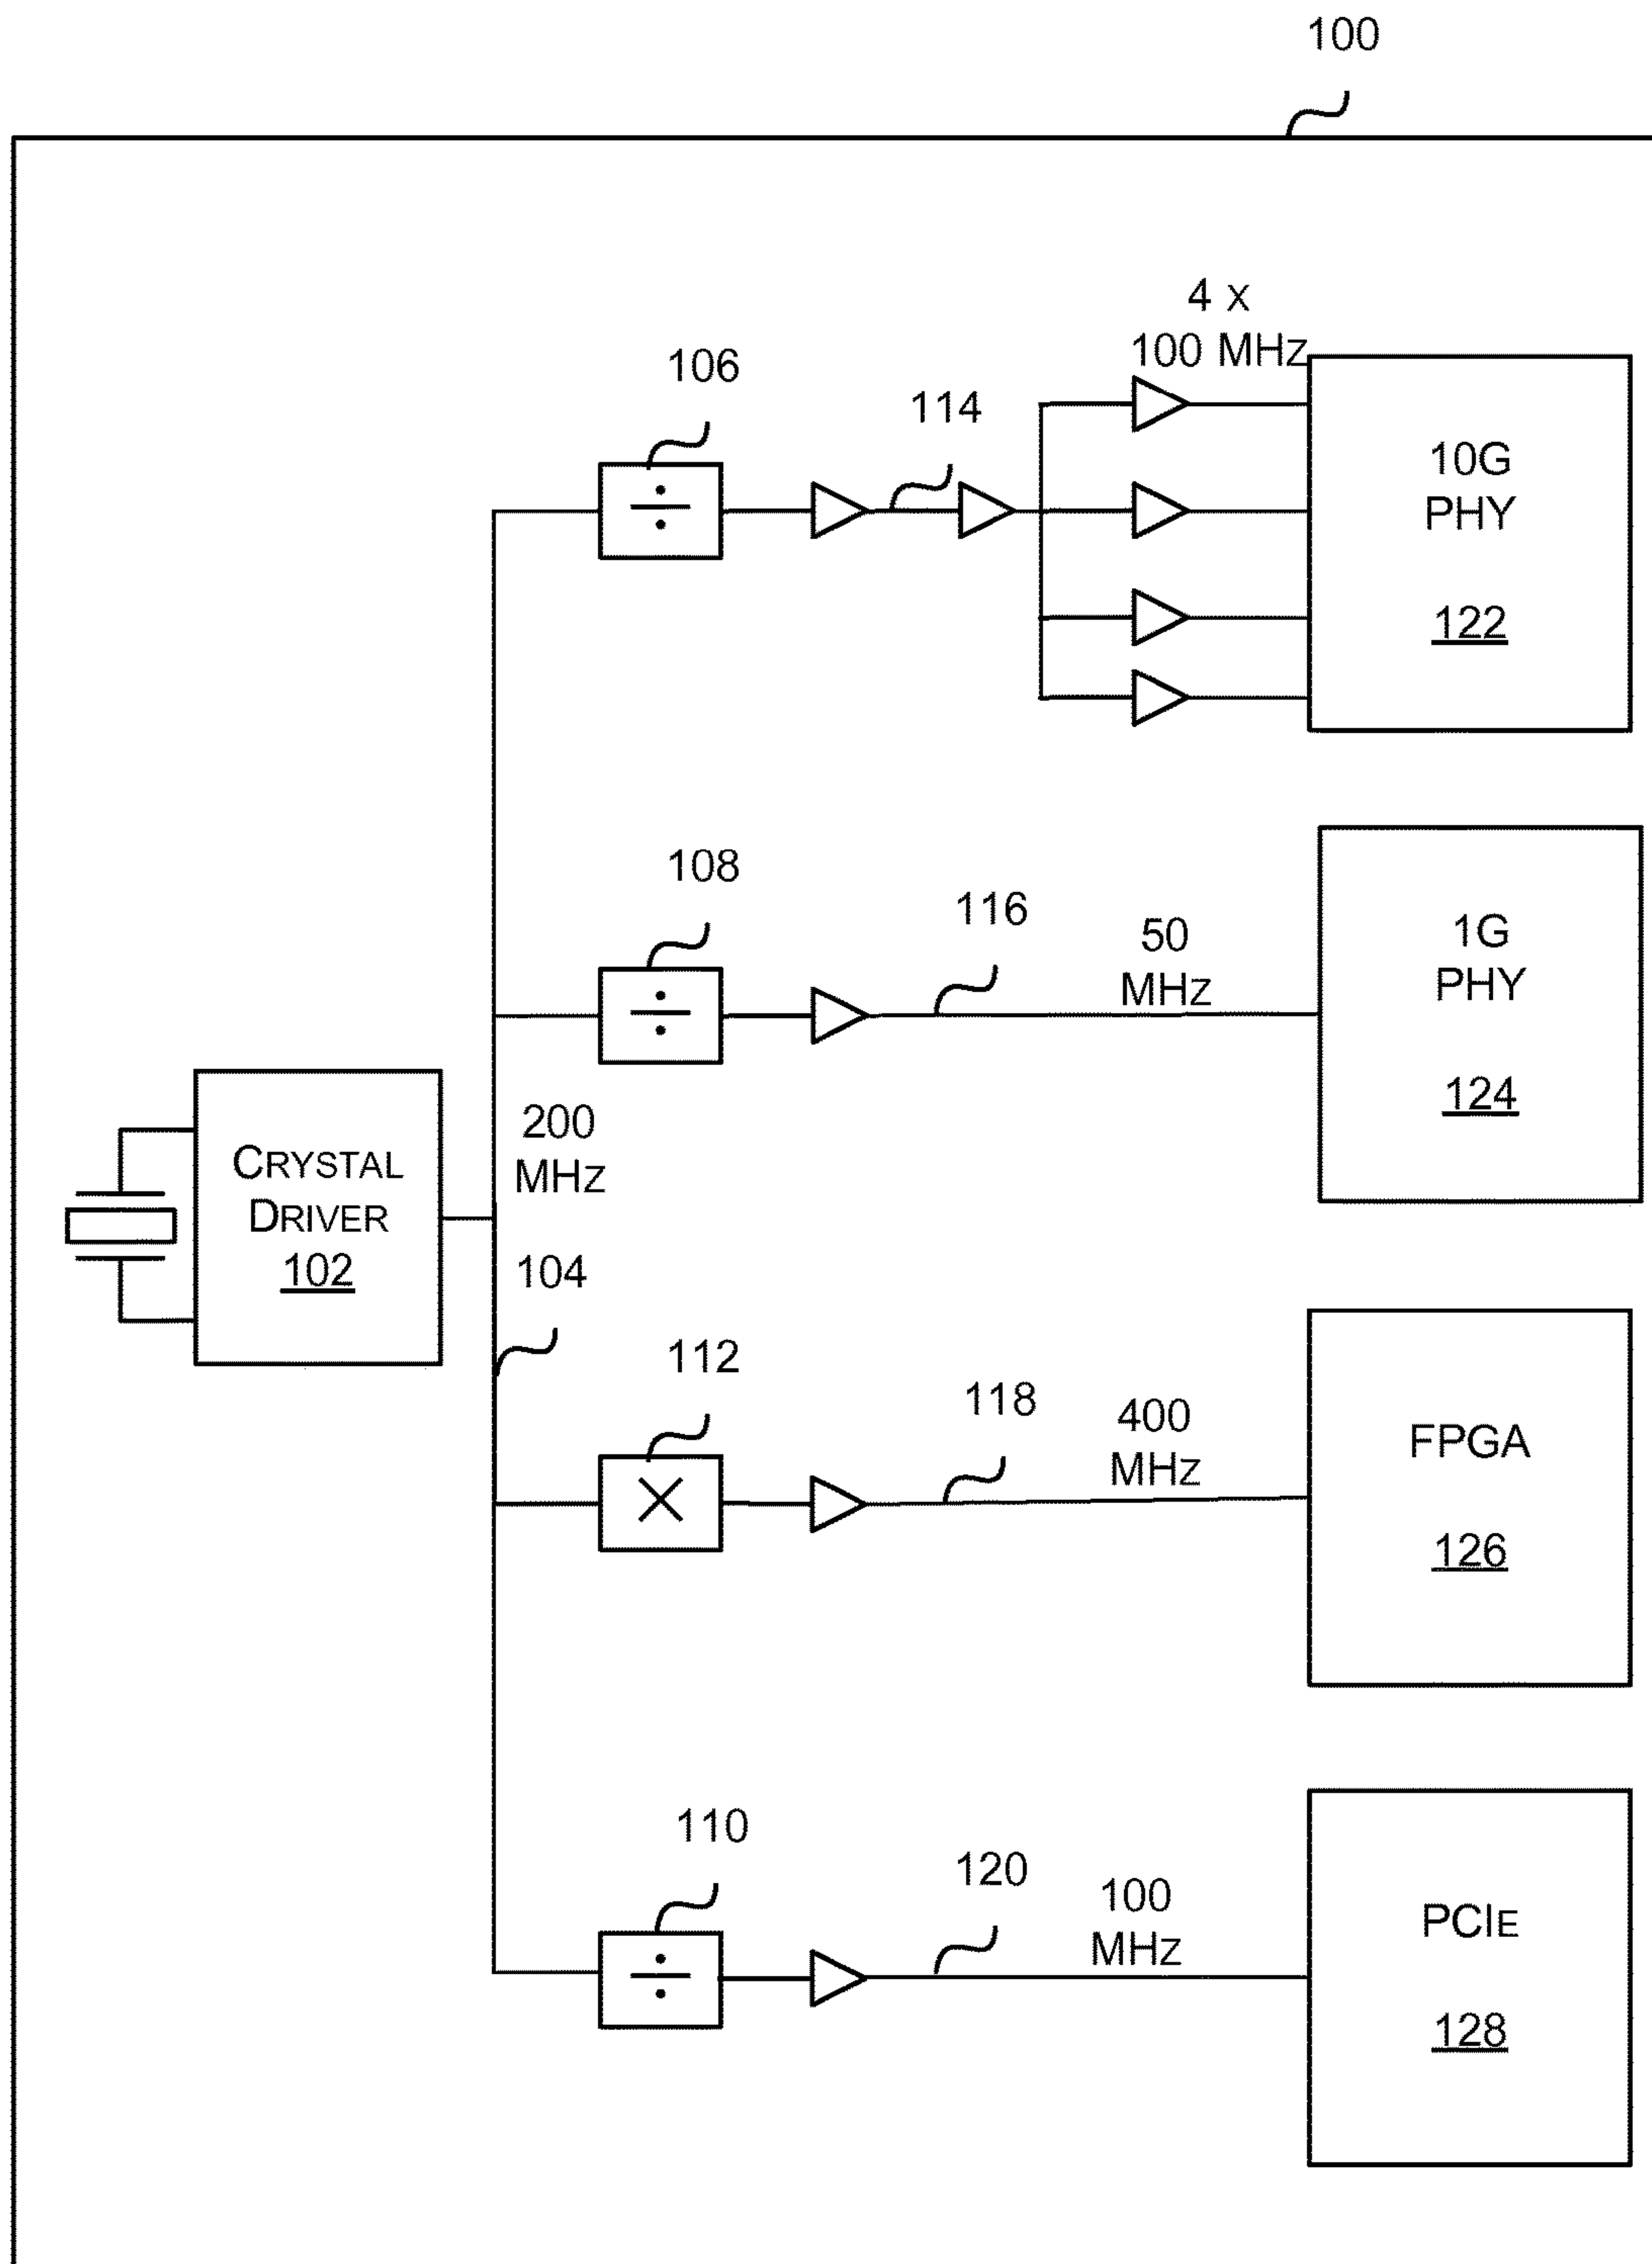 100
4 x
100 MHz
106
114
10G
PHY
122
108
116
50
MHz
1G
PHY
124
200
MHz
CRYSTAL
DRIVER
102
104
112
118
400
MHz
FPGA
126
110
120
100
MHz
PCIE
128